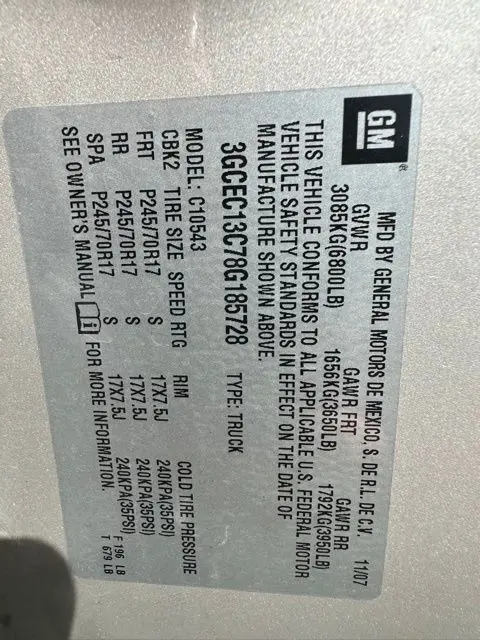 GM
®
MFD BY GENERAL MOTORS DE MEXICO, S. DE R.L. DE C.V. 11/07
GVWR GAWR FRT GAWR RR
3085KG(6800LB) 1656KG(3650LB) 1792KG(3950LB)
THIS VEHICLE CONFORMS TO ALL APPLICABLE U.S. FEDERAL MOTOR
VEHICLE SAFETY STANDARDS IN EFFECT ON THE DATE OF
MANUFACTURE SHOWN ABOVE.
3GCEC13C78G185728 TYPE: TRUCK
MODEL: C10543
CBK2 TIRE SIZE SPEED RTG RIM COLD TIRE PRESSURE
FRT P245/70R17 S 17X7.5J 240KPA(35PSI)
RR P245/70R17 S 17X7.5J 240KPA(35PSI)
SPA P245/70R17 S 17X7.5J 240KPA(35PSI)
SEE OWNER'S MANUAL i FOR MORE INFORMATION.
F 196 LB
T 679 LB